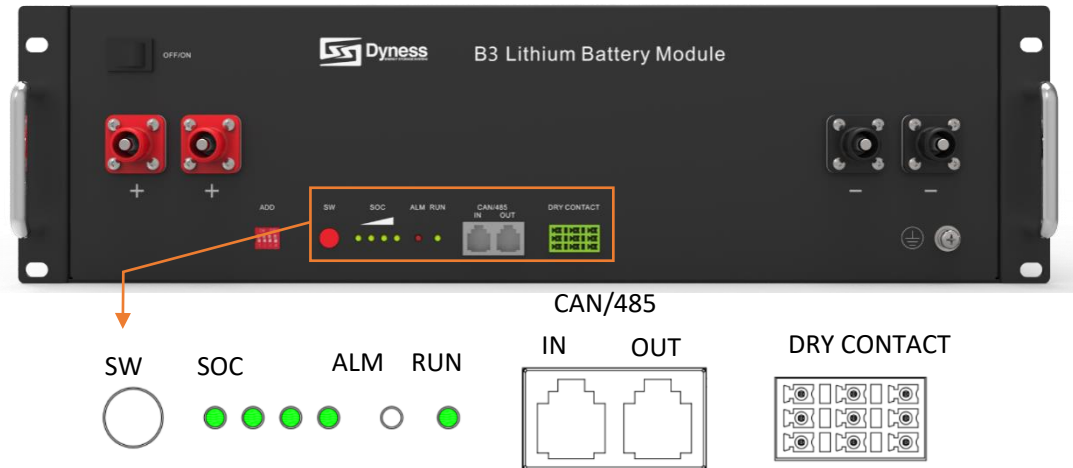 OFF/ON
Dyness
B3 Lithium Battery Module
+ + − −
ADD
SW SOC ALM RUN CAN/485 DRY CONTACT
IN OUT
CAN/485
IN OUT DRY CONTACT
SW SOC ALM RUN